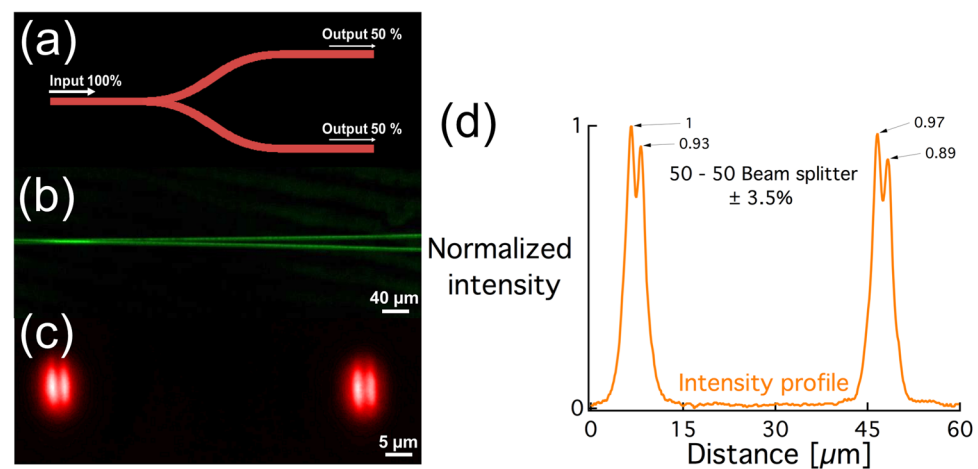 (a)
Output 50 %
Input 100%
Output 50 %
(b)
40 µm
(c)
5 µm
(d)
Normalized
intensity
1
0
1
0.93
0.97
0.89
50 - 50 Beam splitter
± 3.5%
Intensity profile
0 15 30 45 60
Distance [µm]